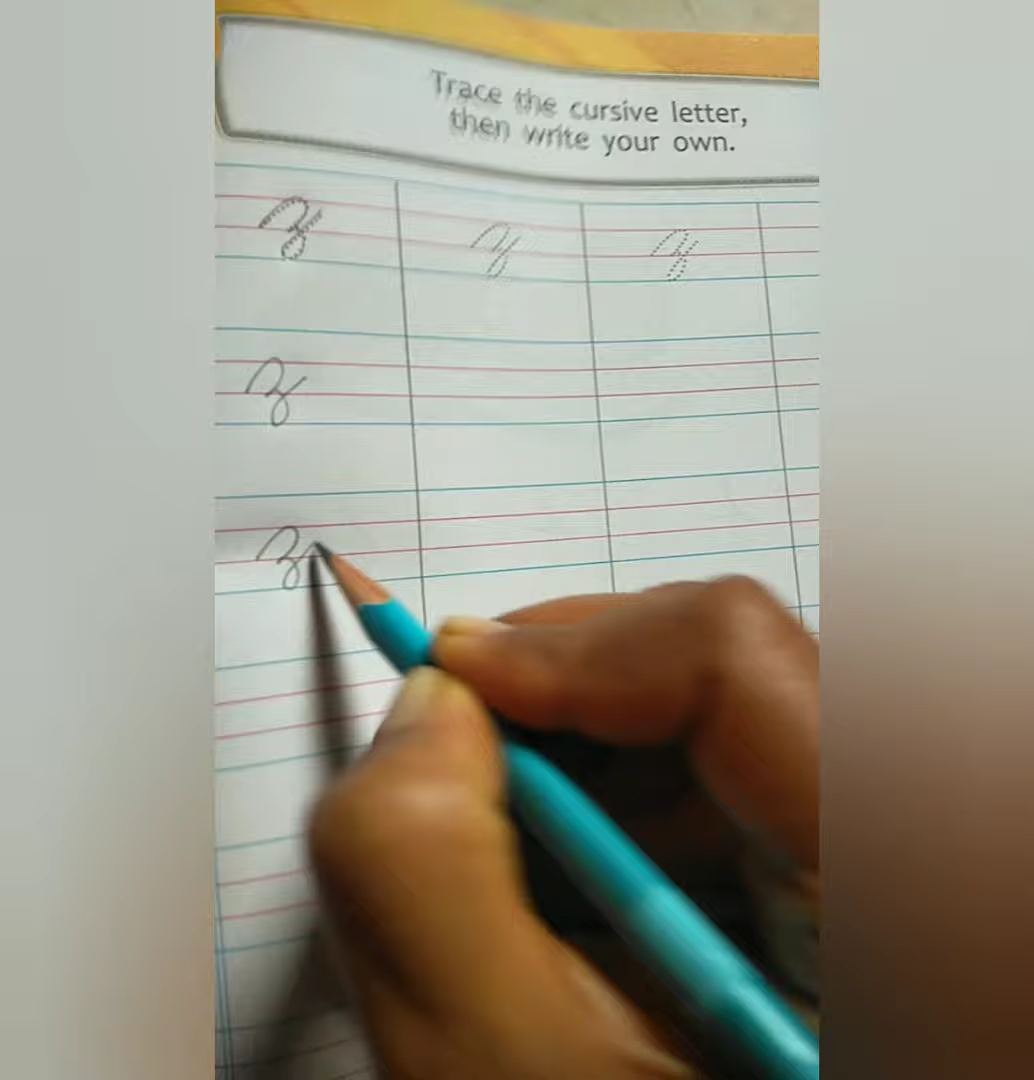 Trace the cursive letter,
then write your own.
z z z
z
z